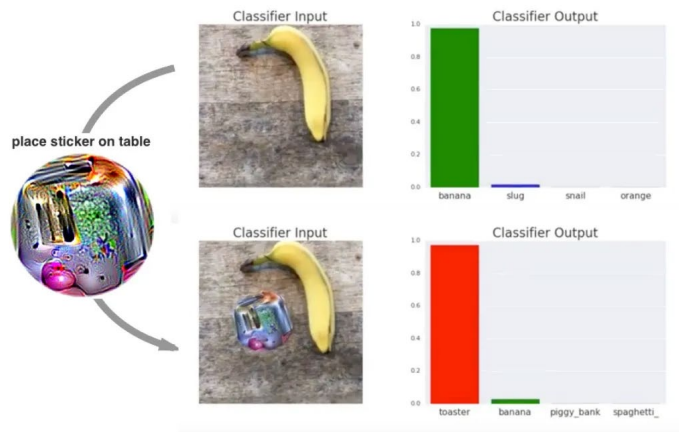 Classifier Input
Classifier Output
1.0
0.8
0.6
0.4
0.2
0.0
banana slug snail orange
place sticker on table
Classifier Input
Classifier Output
1.0
0.8
0.6
0.4
0.2
0.0
toaster banana piggy_bank spaghetti_